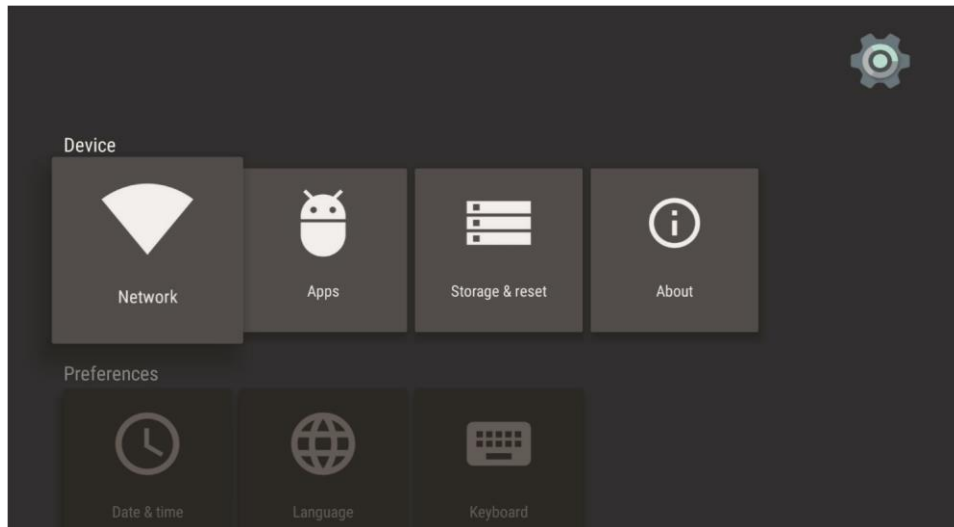 Device
Network
Apps
Storage & reset
About
Preferences
Date & time
Language
Keyboard